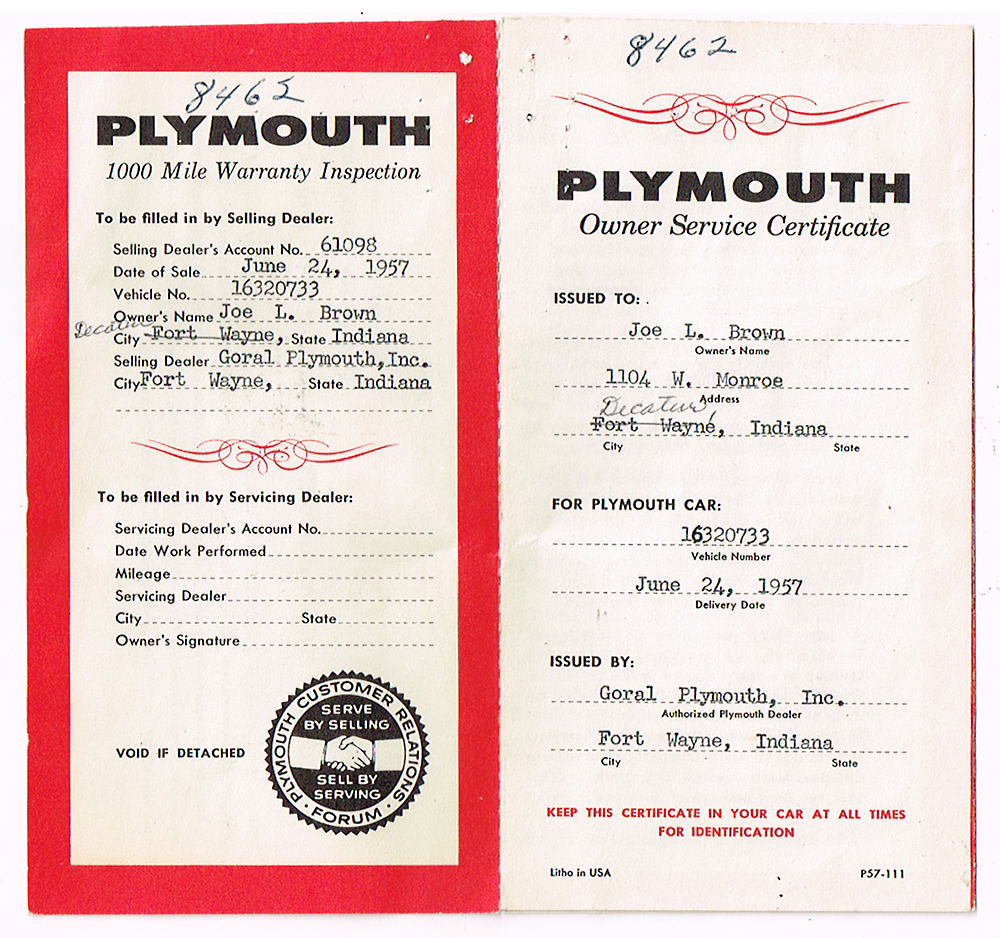 8462
PLYMOUTH
1000 Mile Warranty Inspection
To be filled in by Selling Dealer:
Selling Dealer's Account No. 61098
Date of Sale June 24, 1957
Vehicle No. 16320733
Owner's Name Joe L. Brown
Decatur
City Fort Wayne, State Indiana
Selling Dealer Goral Plymouth, Inc.
City Fort Wayne, State Indiana
To be filled in by Servicing Dealer:
Servicing Dealer's Account No.
Date Work Performed
Mileage
Servicing Dealer
City State
Owner's Signature
VOID IF DETACHED
PLYMOUTH CUSTOMER RELATIONS
· FORUM ·
SERVE
BY SELLING
SELL BY
SERVING
8462
PLYMOUTH
Owner Service Certificate
ISSUED TO:
Joe L. Brown
Owner's Name
1104 W. Monroe
Address
Decatur
Fort Wayne, Indiana
City State
FOR PLYMOUTH CAR:
16320733
Vehicle Number
June 24, 1957
Delivery Date
ISSUED BY:
Goral Plymouth, Inc.
Authorized Plymouth Dealer
Fort Wayne, Indiana
City State
KEEP THIS CERTIFICATE IN YOUR CAR AT ALL TIMES
FOR IDENTIFICATION
Litho in USA P57-111